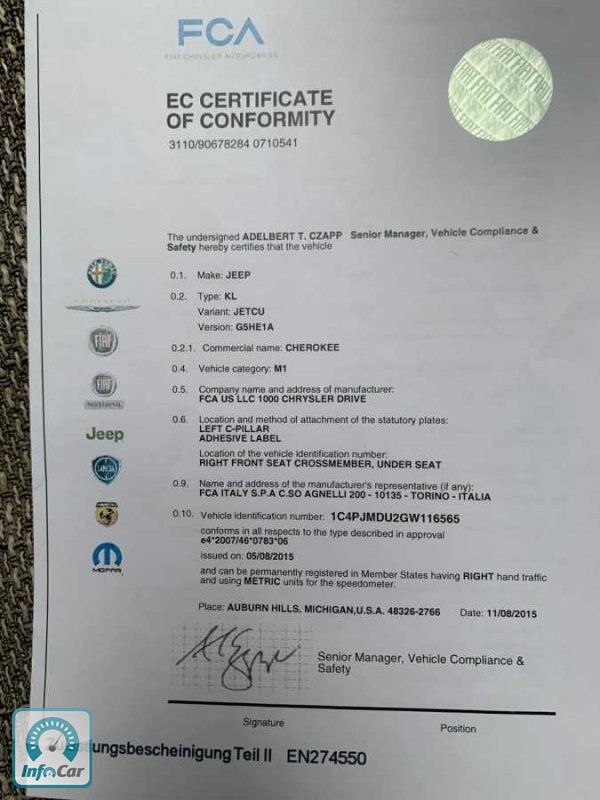 FCA
FIAT CHRYSLER AUTOMOBILES
EC CERTIFICATE
OF CONFORMITY
3110/90678284 0710541
The undersigned ADELBERT T. CZAPP Senior Manager, Vehicle Compliance &
Safety hereby certifies that the vehicle
0.1. Make: JEEP
0.2. Type: KL
Variant: JETCU
Version: G5HE1A
0.2.1. Commercial name: CHEROKEE
0.4. Vehicle category: M1
0.5. Company name and address of manufacturer:
FCA US LLC 1000 CHRYSLER DRIVE
0.6. Location and method of attachment of the statutory plates:
LEFT C-PILLAR
ADHESIVE LABEL
Location of the vehicle identification number:
RIGHT FRONT SEAT CROSSMEMBER, UNDER SEAT
0.9. Name and address of the manufacturer's representative (if any):
FCA ITALY S.P.A C.SO AGNELLI 200 - 10135 - TORINO - ITALIA
0.10. Vehicle identification number: 1C4PJMDU2GW116565
conforms in all respects to the type described in approval
e4*2007/46*0783*06
issued on: 05/08/2015
and can be permanently registered in Member States having RIGHT hand traffic
and using METRIC units for the speedometer.
Place: AUBURN HILLS, MICHIGAN,U.S.A. 48326-2766 Date: 11/08/2015
Senior Manager, Vehicle Compliance &
Safety
Signature
Position
CHRYSLER
FIAT
FIAT
PROFESSIONAL
Jeep
LANCIA
MOPAR
ssungsbescheinigung Teil II EN274550
InfoCar